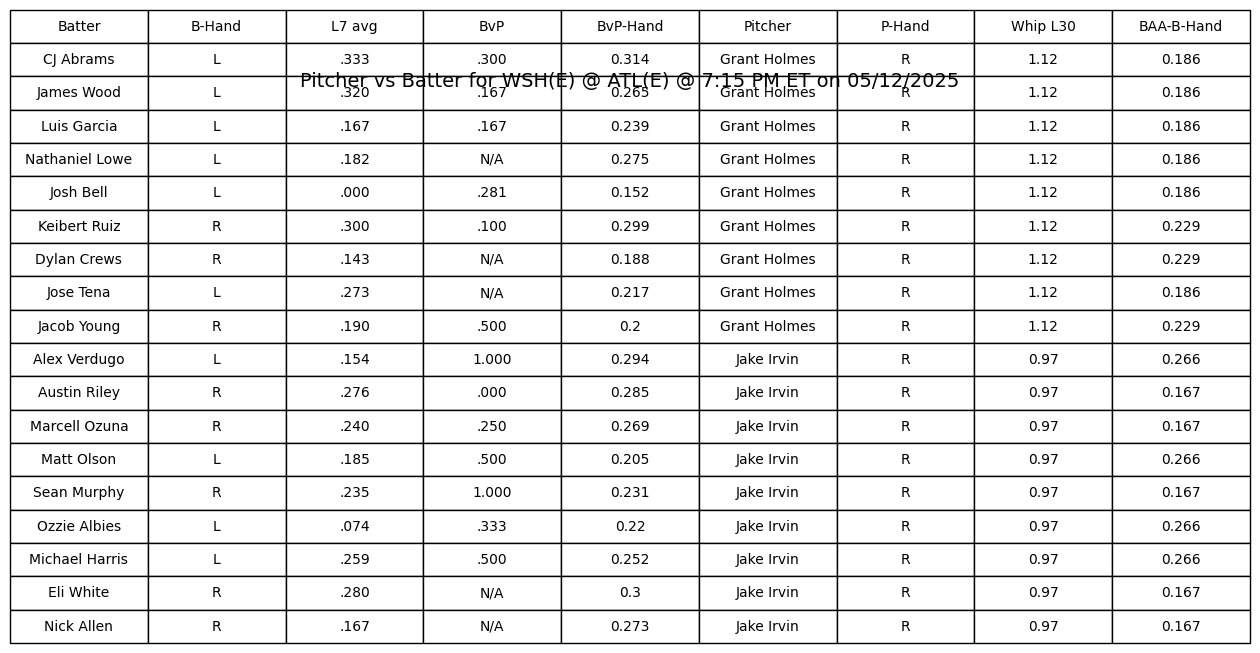 Batter B-Hand L7 avg BvP BvP-Hand Pitcher P-Hand Whip L30 BAA-B-Hand
CJ Abrams L .333 .300 0.314 Grant Holmes R 1.12 0.186
Pitcher vs Batter for WSH(E) @ ATL(E) @ 7:15 PM ET on 05/12/2025
James Wood L .320 .167 0.265 Grant Holmes R 1.12 0.186
Luis Garcia L .167 .167 0.239 Grant Holmes R 1.12 0.186
Nathaniel Lowe L .182 N/A 0.275 Grant Holmes R 1.12 0.186
Josh Bell L .000 .281 0.152 Grant Holmes R 1.12 0.186
Keibert Ruiz R .300 .100 0.299 Grant Holmes R 1.12 0.229
Dylan Crews R .143 N/A 0.188 Grant Holmes R 1.12 0.229
Jose Tena L .273 N/A 0.217 Grant Holmes R 1.12 0.186
Jacob Young R .190 .500 0.2 Grant Holmes R 1.12 0.229
Alex Verdugo L .154 1.000 0.294 Jake Irvin R 0.97 0.266
Austin Riley R .276 .000 0.285 Jake Irvin R 0.97 0.167
Marcell Ozuna R .240 .250 0.269 Jake Irvin R 0.97 0.167
Matt Olson L .185 .500 0.205 Jake Irvin R 0.97 0.266
Sean Murphy R .235 1.000 0.231 Jake Irvin R 0.97 0.167
Ozzie Albies L .074 .333 0.22 Jake Irvin R 0.97 0.266
Michael Harris L .259 .500 0.252 Jake Irvin R 0.97 0.266
Eli White R .280 N/A 0.3 Jake Irvin R 0.97 0.167
Nick Allen R .167 N/A 0.273 Jake Irvin R 0.97 0.167